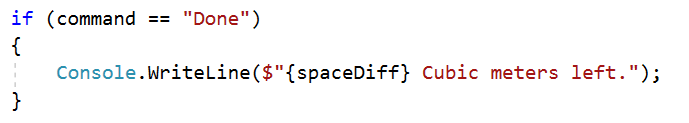 if (command == "Done")
{
    Console.WriteLine($"{spaceDiff} Cubic meters left.");
}